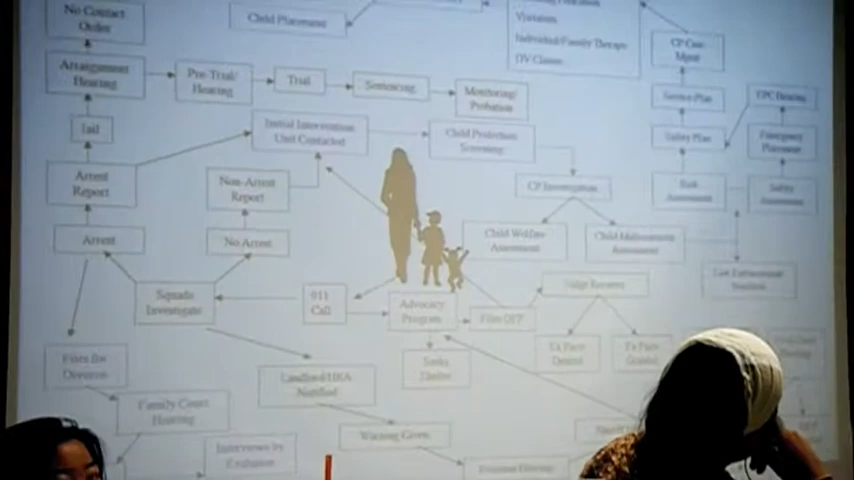 No Contact
Order
Child Placement
Visitation
Individual/Family Therapy
DV Classes
CP Case
Mgmt
Arraignment
Hearing
Pre-Trial/
Hearing
Trial
Sentencing
Monitoring/
Probation
Service Plan
EPC Hearing
Jail
Initial Intervention
Unit Contacted
Child Protection
Screening
Safety Plan
Emergency
Placement
Arrest
Report
Non-Arrest
Report
CP Investigation
Risk
Assessment
Safety
Assessment
Arrest
No Arrest
Child Welfare
Assessment
Child Maltreatment
Assessment
Law Enforcement
Notified
Squads
Investigate
911
Call
Advocacy
Program
Files OFP
Judge Reviews
Ex Parte
Denied
Ex Parte
Granted
Files for
Divorce
Landlord/HRA
Notified
Seeks
Shelter
Family Court
Hearing
Warning Given
Interviews by
Evaluator
Eviction Hearing